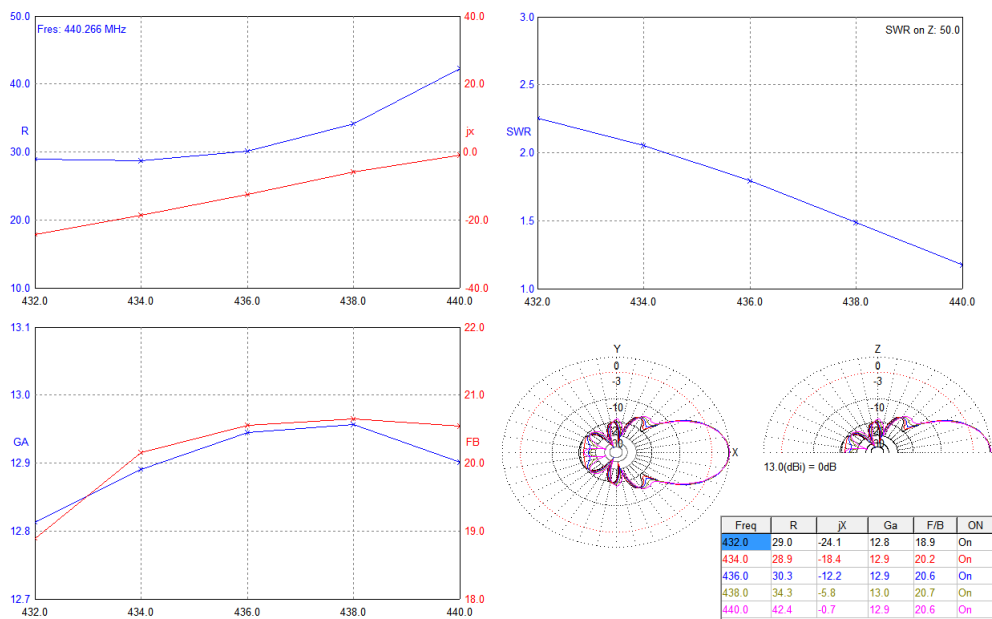 50.0
Fres: 440.266 MHz
40.0
R
30.0
20.0
10.0
40.0
20.0
jx
0.0
-20.0
-40.0
432.0 434.0 436.0 438.0 440.0
3.0
SWR on Z: 50.0
2.5
SWR
2.0
1.5
1.0
432.0 434.0 436.0 438.0 440.0
13.1
13.0
GA
12.9
12.8
12.7
22.0
21.0
FB
20.0
19.0
18.0
432.0 434.0 436.0 438.0 440.0
Y
0
-3
-10
X
Z
0
-3
-10
13.0(dBi) = 0dB
Freq R jX Ga F/B ON
432.0 29.0 -24.1 12.8 18.9 On
434.0 28.9 -18.4 12.9 20.2 On
436.0 30.3 -12.2 12.9 20.6 On
438.0 34.3 -5.8 13.0 20.7 On
440.0 42.4 -0.7 12.9 20.6 On